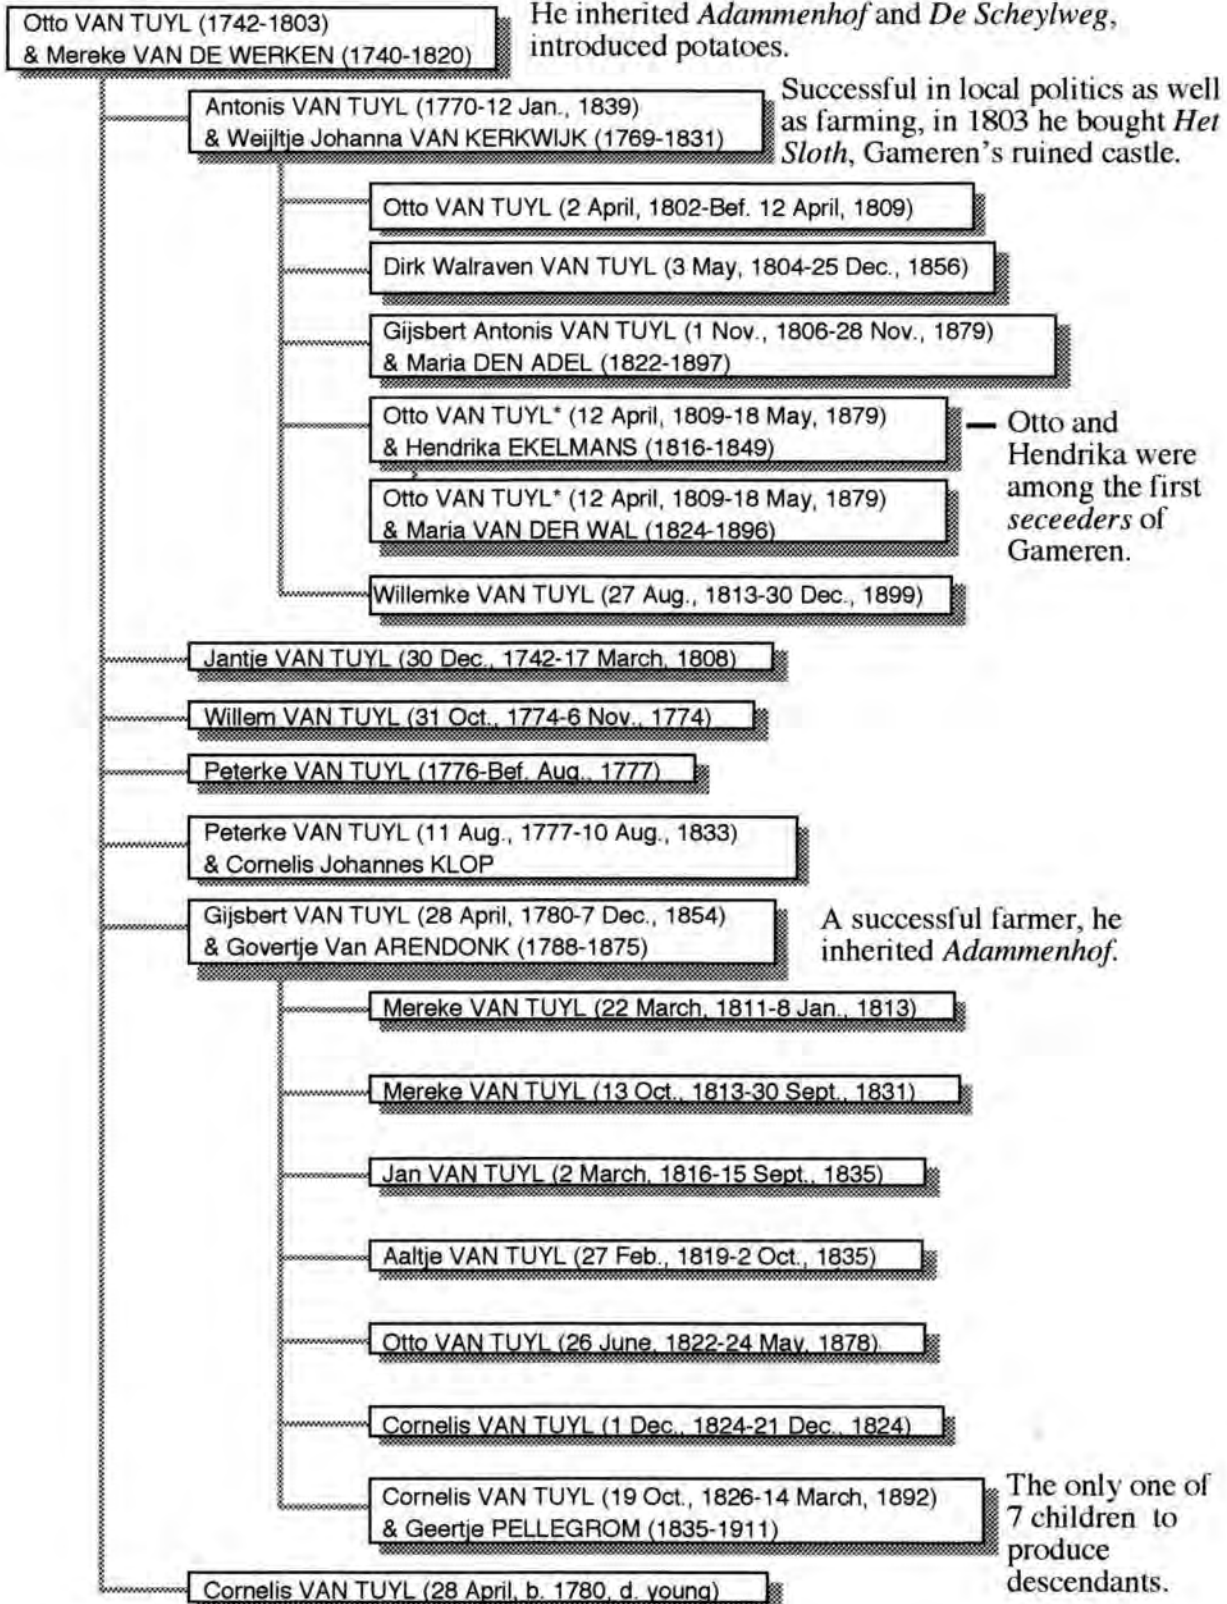 Otto VAN TUYL (1742-1803)
& Mereke VAN DE WERKEN (1740-1820)
He inherited Adammenhof and De Scheylweg,
introduced potatoes.
Antonis VAN TUYL (1770-12 Jan., 1839)
& Weijltje Johanna VAN KERKWIJK (1769-1831)
Successful in local politics as well
as farming, in 1803 he bought Het
Sloth, Gameren's ruined castle.
Otto VAN TUYL (2 April, 1802-Bef. 12 April, 1809)
Dirk Walraven VAN TUYL (3 May, 1804-25 Dec., 1856)
Gijsbert Antonis VAN TUYL (1 Nov., 1806-28 Nov., 1879)
& Maria DEN ADEL (1822-1897)
Otto VAN TUYL* (12 April, 1809-18 May, 1879)
& Hendrika EKELMANS (1816-1849)
Otto VAN TUYL* (12 April, 1809-18 May, 1879)
& Maria VAN DER WAL (1824-1896)
— Otto and
Hendrika were
among the first
seceeders of
Gameren.
Willemke VAN TUYL (27 Aug., 1813-30 Dec., 1899)
Jantje VAN TUYL (30 Dec., 1742-17 March, 1808)
Willem VAN TUYL (31 Oct., 1774-6 Nov., 1774)
Peterke VAN TUYL (1776-Bef. Aug., 1777)
Peterke VAN TUYL (11 Aug., 1777-10 Aug., 1833)
& Cornelis Johannes KLOP
Gijsbert VAN TUYL (28 April, 1780-7 Dec., 1854)
& Govertje Van ARENDONK (1788-1875)
A successful farmer, he
inherited Adammenhof.
Mereke VAN TUYL (22 March, 1811-8 Jan., 1813)
Mereke VAN TUYL (13 Oct., 1813-30 Sept., 1831)
Jan VAN TUYL (2 March, 1816-15 Sept., 1835)
Aaltje VAN TUYL (27 Feb., 1819-2 Oct., 1835)
Otto VAN TUYL (26 June, 1822-24 May, 1878)
Cornelis VAN TUYL (1 Dec., 1824-21 Dec., 1824)
Cornelis VAN TUYL (19 Oct., 1826-14 March, 1892)
& Geertje PELLEGROM (1835-1911)
The only one of
7 children to
produce
descendants.
Cornelis VAN TUYL (28 April, b. 1780, d. young)